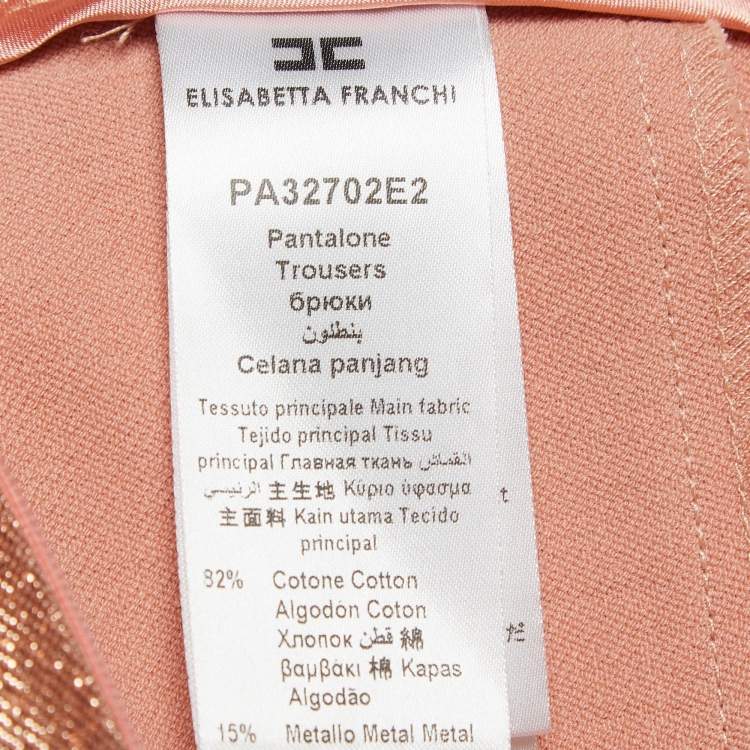 ELISABETTA FRANCHI
PA32702E2
Pantalone
Trousers
брюки
بنطلون
Celana panjang
Tessuto principale Main fabric
Tejido principal Tissu
principal Главная ткань القماش
الرئيسي 主生地 Κύριο ύφασμα
主面料 Kain utama Tecido
principal
82% Cotone Cotton
Algodón Coton
Хлопок قطن 綿
βαμβάκι 棉 Kapas
Algodão
15% Metallo Metal Metal
t